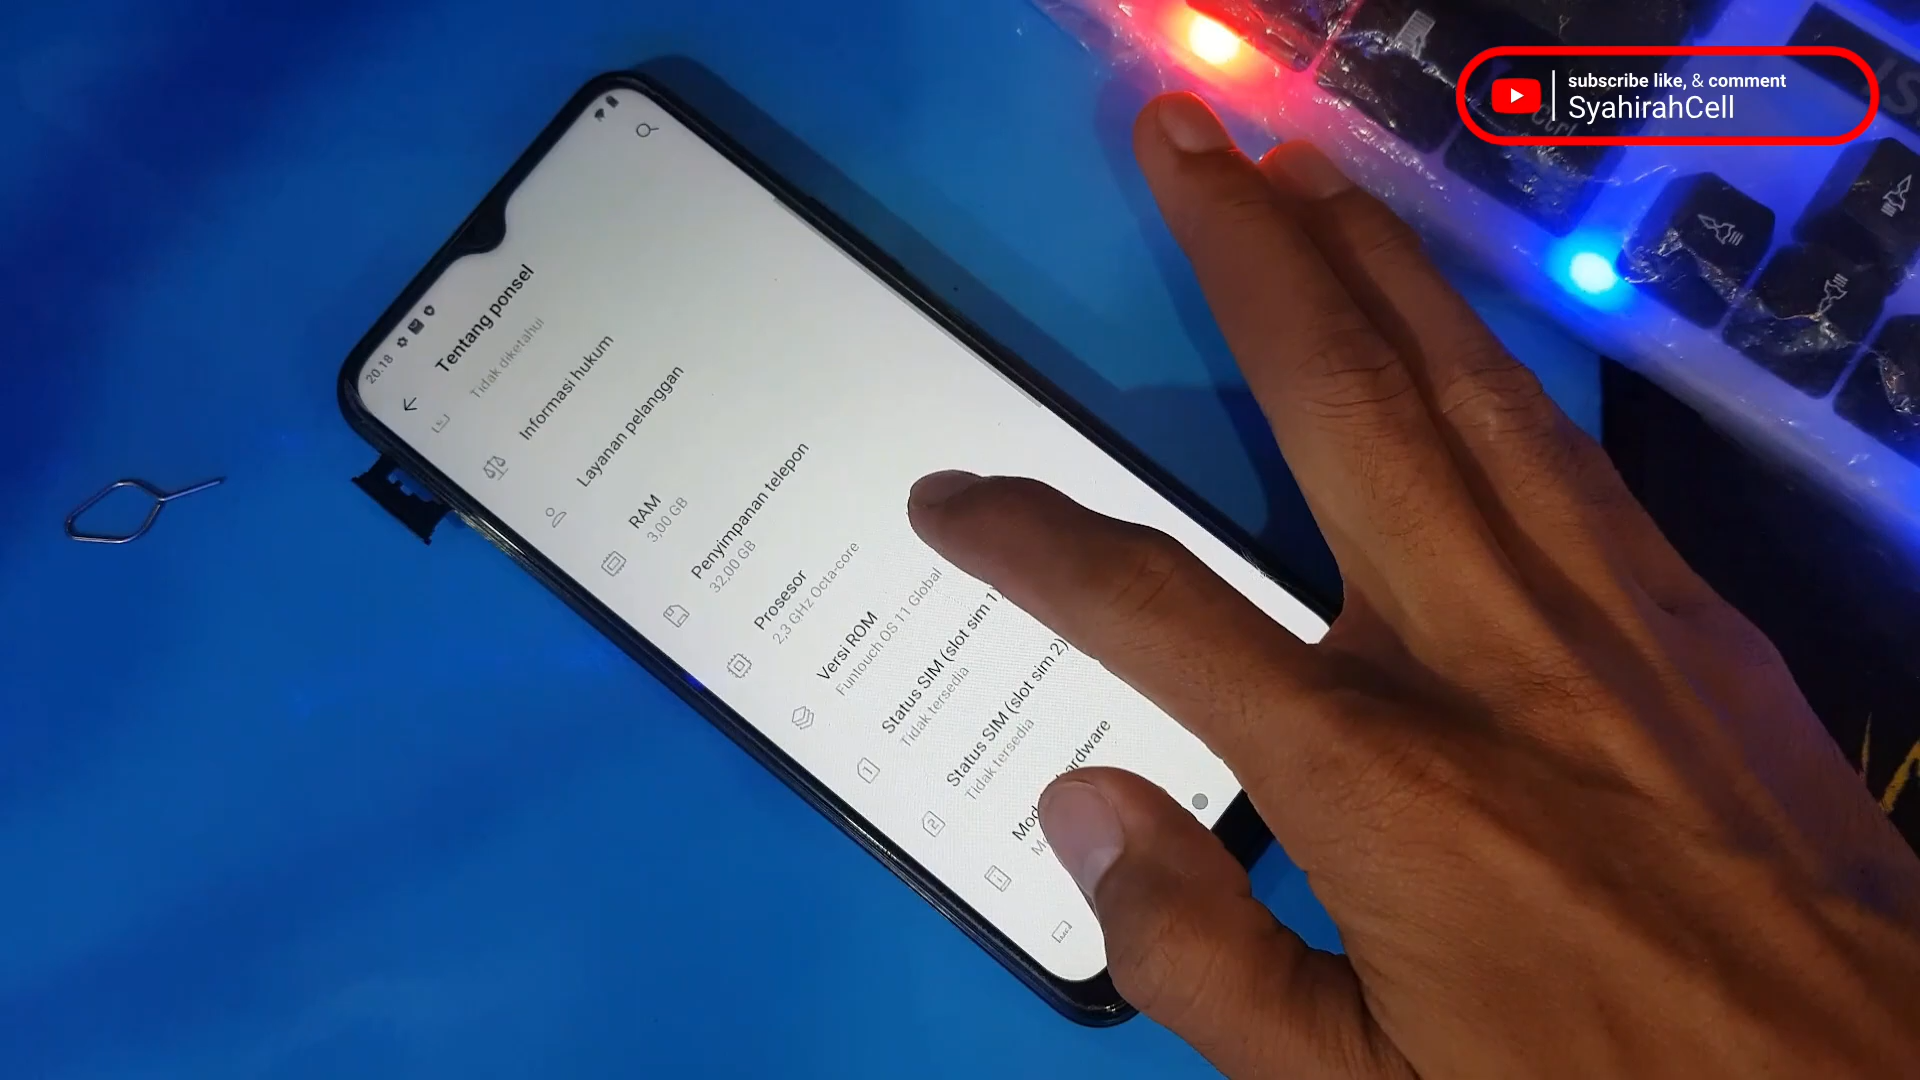 subscribe like, & comment
SyahirahCell
Ctrl
20.18
Tentang ponsel
Tidak diketahui
Informasi hukum
Layanan pelanggan
RAM
3,00 GB
Penyimpanan telepon
32,00 GB
Prosesor
2.3 GHz Octa-core
Versi ROM
Funtouch OS 11 Global
Status SIM (slot sim 1)
Tidak tersedia
Status SIM (slot sim 2)
Tidak tersedia